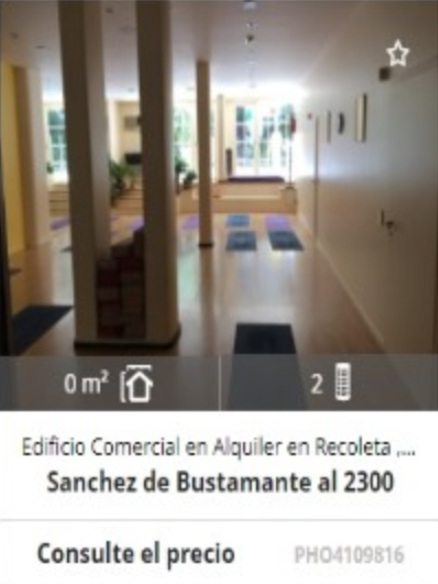 0 m²
2
Edificio Comercial en Alquiler en Recoleta ,...
Sanchez de Bustamante al 2300
Consulte el precio
PHO4109816